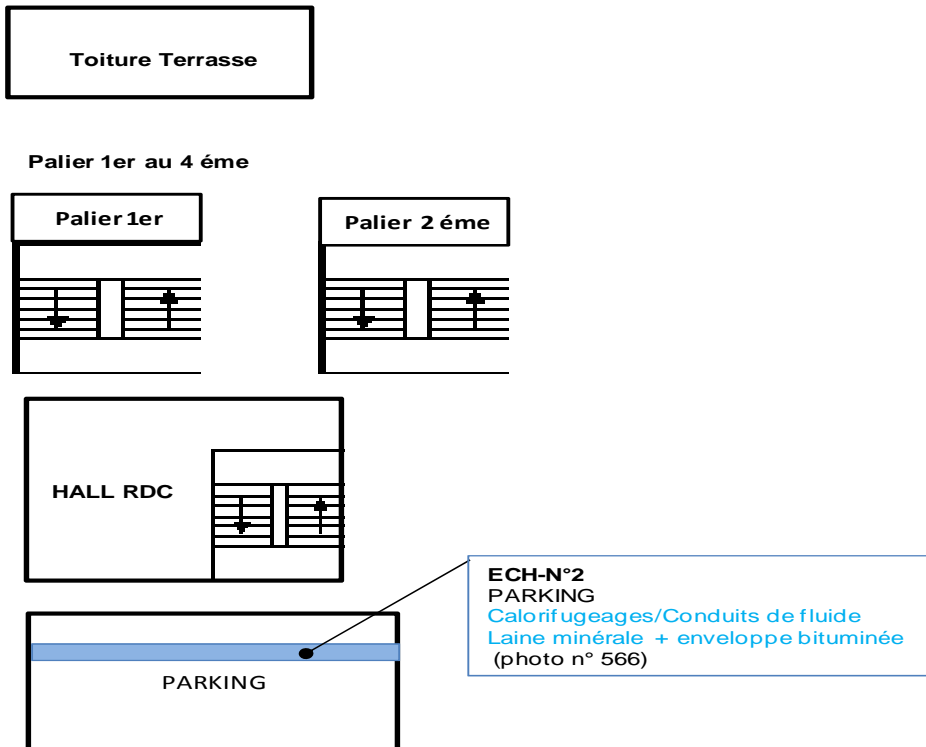 Toiture Terrasse
Palier 1er au 4 éme
Palier 1er
Palier 2 éme
HALL RDC
ECH-N°2
PARKING
Calorifugeages/Conduits de fluide
Laine minérale + enveloppe bituminée
(photo n° 566)
PARKING